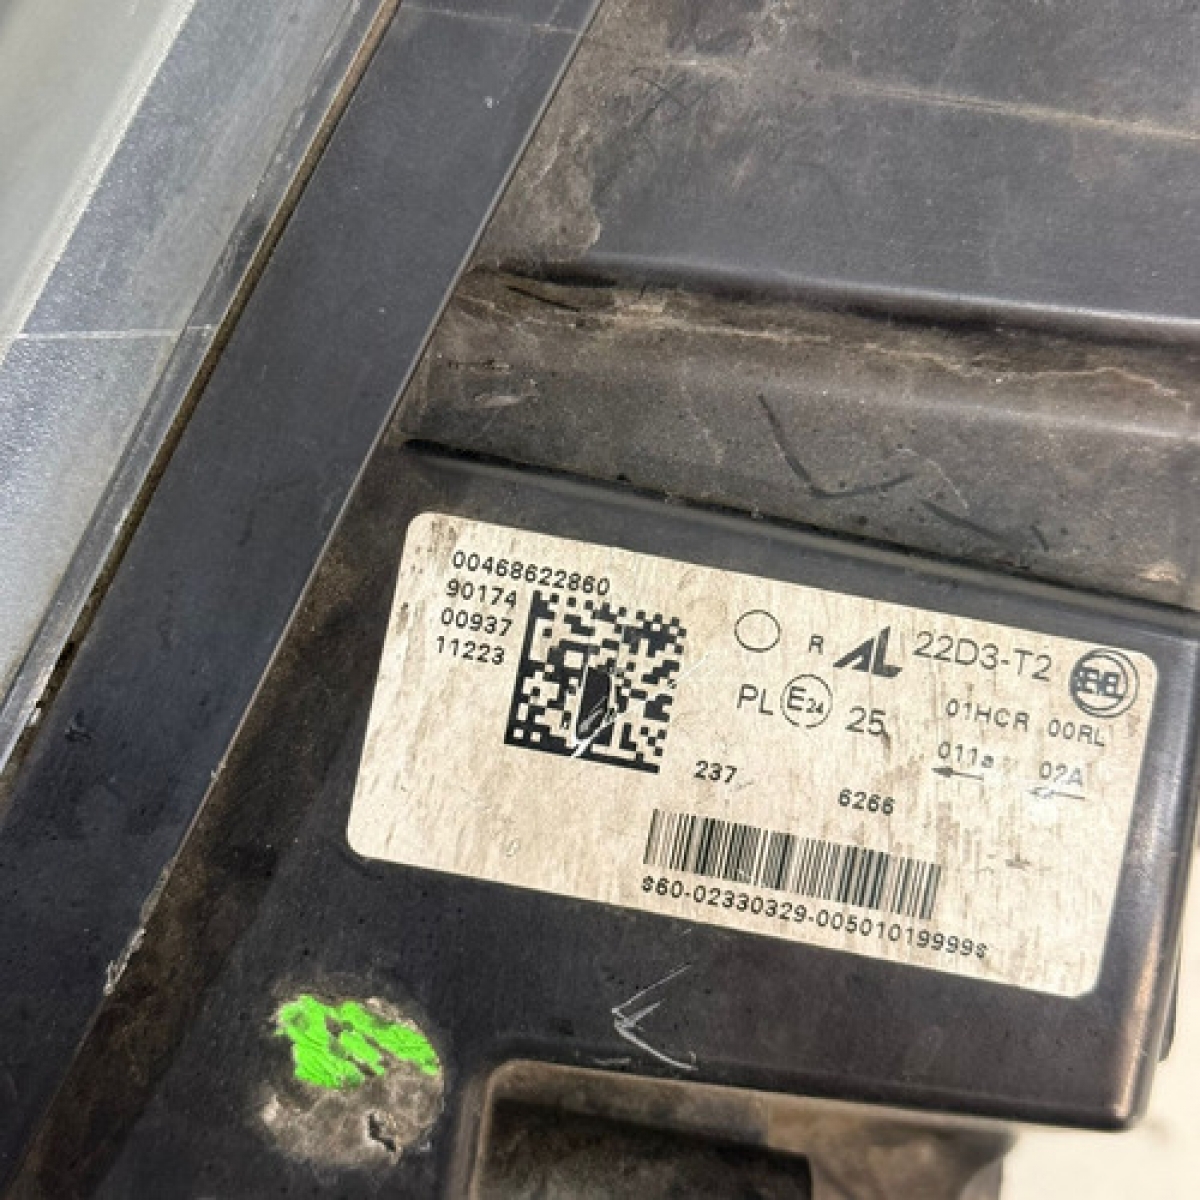 00468622860
90174
00937
11223
R AL 22D3-T2
PL E24 25 01HCR 00RL
011a 02A
237 6266
$60-02330329-00501019999$